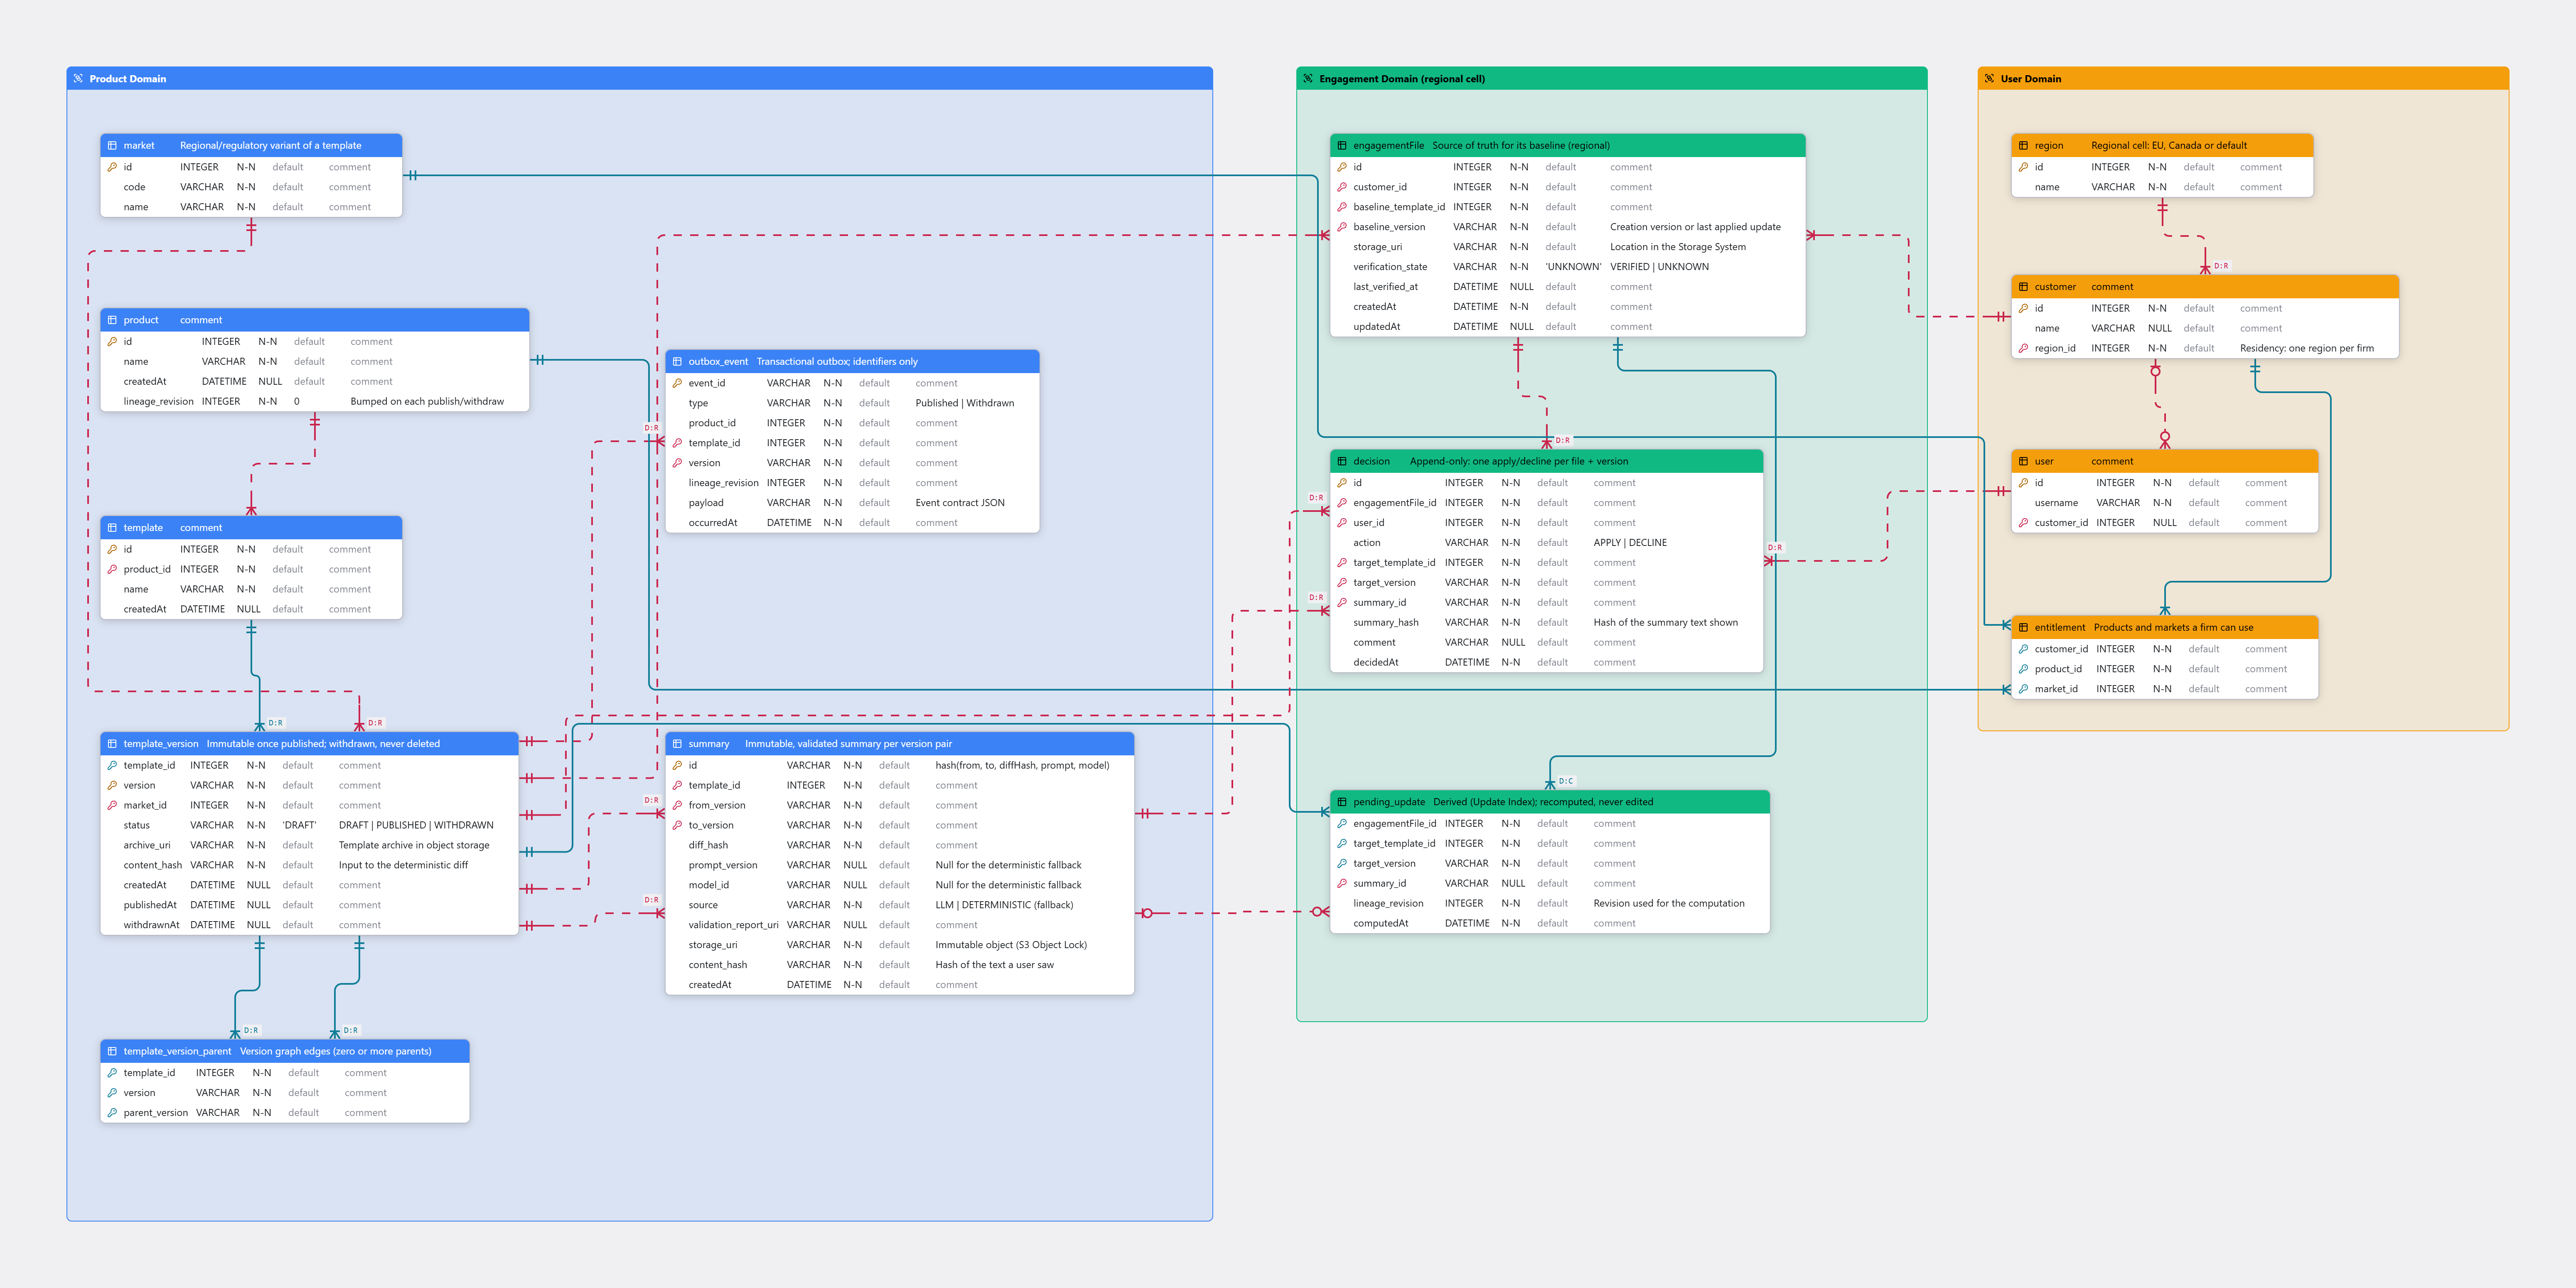 Product Domain
market Regional/regulatory variant of a template
id INTEGER N-N default comment
code VARCHAR N-N default comment
name VARCHAR N-N default comment
product comment
id INTEGER N-N default comment
name VARCHAR N-N default comment
createdAt DATETIME NULL default comment
lineage_revision INTEGER N-N 0 Bumped on each publish/withdraw
template comment
id INTEGER N-N default comment
product_id INTEGER N-N default comment
name VARCHAR N-N default comment
createdAt DATETIME NULL default comment
D:R
D:R
template_version Immutable once published; withdrawn, never deleted
template_id INTEGER N-N default comment
version VARCHAR N-N default comment
market_id INTEGER N-N default comment
status VARCHAR N-N 'DRAFT' DRAFT | PUBLISHED | WITHDRAWN
archive_uri VARCHAR N-N default Template archive in object storage
content_hash VARCHAR N-N default Input to the deterministic diff
createdAt DATETIME NULL default comment
publishedAt DATETIME NULL default comment
withdrawnAt DATETIME NULL default comment
D:R
D:R
template_version_parent Version graph edges (zero or more parents)
template_id INTEGER N-N default comment
version VARCHAR N-N default comment
parent_version VARCHAR N-N default comment
outbox_event Transactional outbox; identifiers only
event_id VARCHAR N-N default comment
type VARCHAR N-N default Published | Withdrawn
product_id INTEGER N-N default comment
D:R
template_id INTEGER N-N default comment
version VARCHAR N-N default comment
lineage_revision INTEGER N-N default comment
payload VARCHAR N-N default Event contract JSON
occurredAt DATETIME N-N default comment
summary Immutable, validated summary per version pair
id VARCHAR N-N default hash(from, to, diffHash, prompt, model)
template_id INTEGER N-N default comment
D:R
from_version VARCHAR N-N default comment
to_version VARCHAR N-N default comment
diff_hash VARCHAR N-N default comment
prompt_version VARCHAR NULL default Null for the deterministic fallback
model_id VARCHAR NULL default Null for the deterministic fallback
D:R
source VARCHAR N-N default LLM | DETERMINISTIC (fallback)
validation_report_uri VARCHAR NULL default comment
storage_uri VARCHAR N-N default Immutable object (S3 Object Lock)
content_hash VARCHAR N-N default Hash of the text a user saw
createdAt DATETIME N-N default comment
Engagement Domain (regional cell)
engagementFile Source of truth for its baseline (regional)
id INTEGER N-N default comment
customer_id INTEGER N-N default comment
baseline_template_id INTEGER N-N default comment
baseline_version VARCHAR N-N default Creation version or last applied update
storage_uri VARCHAR N-N default Location in the Storage System
verification_state VARCHAR N-N 'UNKNOWN' VERIFIED | UNKNOWN
last_verified_at DATETIME NULL default comment
createdAt DATETIME N-N default comment
updatedAt DATETIME NULL default comment
D:R
decision Append-only: one apply/decline per file + version
id INTEGER N-N default comment
D:R
engagementFile_id INTEGER N-N default comment
user_id INTEGER N-N default comment
action VARCHAR N-N default APPLY | DECLINE
D:R
target_template_id INTEGER N-N default comment
target_version VARCHAR N-N default comment
D:R
summary_id VARCHAR N-N default comment
summary_hash VARCHAR N-N default Hash of the summary text shown
comment VARCHAR NULL default comment
decidedAt DATETIME N-N default comment
D:C
pending_update Derived (Update Index); recomputed, never edited
engagementFile_id INTEGER N-N default comment
target_template_id INTEGER N-N default comment
target_version VARCHAR N-N default comment
summary_id VARCHAR NULL default comment
lineage_revision INTEGER N-N default Revision used for the computation
computedAt DATETIME N-N default comment
User Domain
region Regional cell: EU, Canada or default
id INTEGER N-N default comment
name VARCHAR N-N default comment
D:R
customer comment
id INTEGER N-N default comment
name VARCHAR NULL default comment
region_id INTEGER N-N default Residency: one region per firm
user comment
id INTEGER N-N default comment
username VARCHAR N-N default comment
customer_id INTEGER NULL default comment
entitlement Products and markets a firm can use
customer_id INTEGER N-N default comment
product_id INTEGER N-N default comment
market_id INTEGER N-N default comment